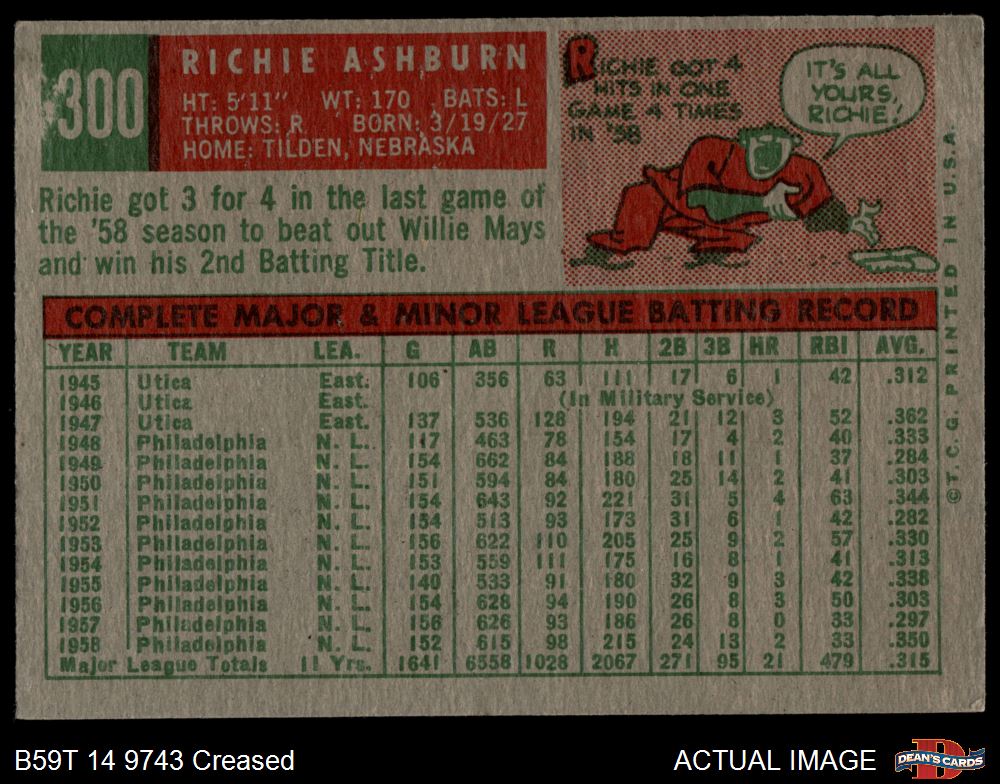 300
RICHIE ASHBURN
HT: 5'11" WT: 170 BATS: L
THROWS: R BORN: 3/19/27
HOME: TILDEN, NEBRASKA
Richie got 3 for 4 in the last game of
the '58 season to beat out Willie Mays
and win his 2nd Batting Title.
RICHIE GOT 4
HITS IN ONE
GAME 4 TIMES
IN '58
IT'S ALL
YOURS,
RICHIE!
COMPLETE MAJOR & MINOR LEAGUE BATTING RECORD
YEAR TEAM LEA. G AB R H 2B 3B HR RBI AVG.
1945 Utica East. 106 356 63 111 17 6 1 42 .312
1946 Utica East. (In Military Service)
1947 Utica East. 137 536 128 194 21 12 3 52 .362
1948 Philadelphia N. L. 117 463 78 154 17 4 2 40 .333
1949 Philadelphia N. L. 154 662 84 188 18 11 1 37 .284
1950 Philadelphia N. L. 151 594 84 180 25 14 2 41 .303
1951 Philadelphia N. L. 154 643 92 221 31 5 4 63 .344
1952 Philadelphia N. L. 154 513 93 173 31 6 1 42 .282
1953 Philadelphia N. L. 156 622 110 205 25 9 2 57 .330
1954 Philadelphia N. L. 153 559 111 175 16 8 1 41 .313
1955 Philadelphia N. L. 140 533 91 180 32 9 3 42 .338
1956 Philadelphia N. L. 154 628 94 190 26 8 3 50 .303
1957 Philadelphia N. L. 156 626 93 186 26 8 0 33 .297
1958 Philadelphia N. L. 152 615 98 215 24 13 2 33 .350
Major League Totals 11 Yrs. 1641 6558 1028 2067 271 95 21 479 .315
©T.C.G. PRINTED IN U.S.A.
B59T 14 9743 Creased
ACTUAL IMAGE
D
DEAN'S CARDS